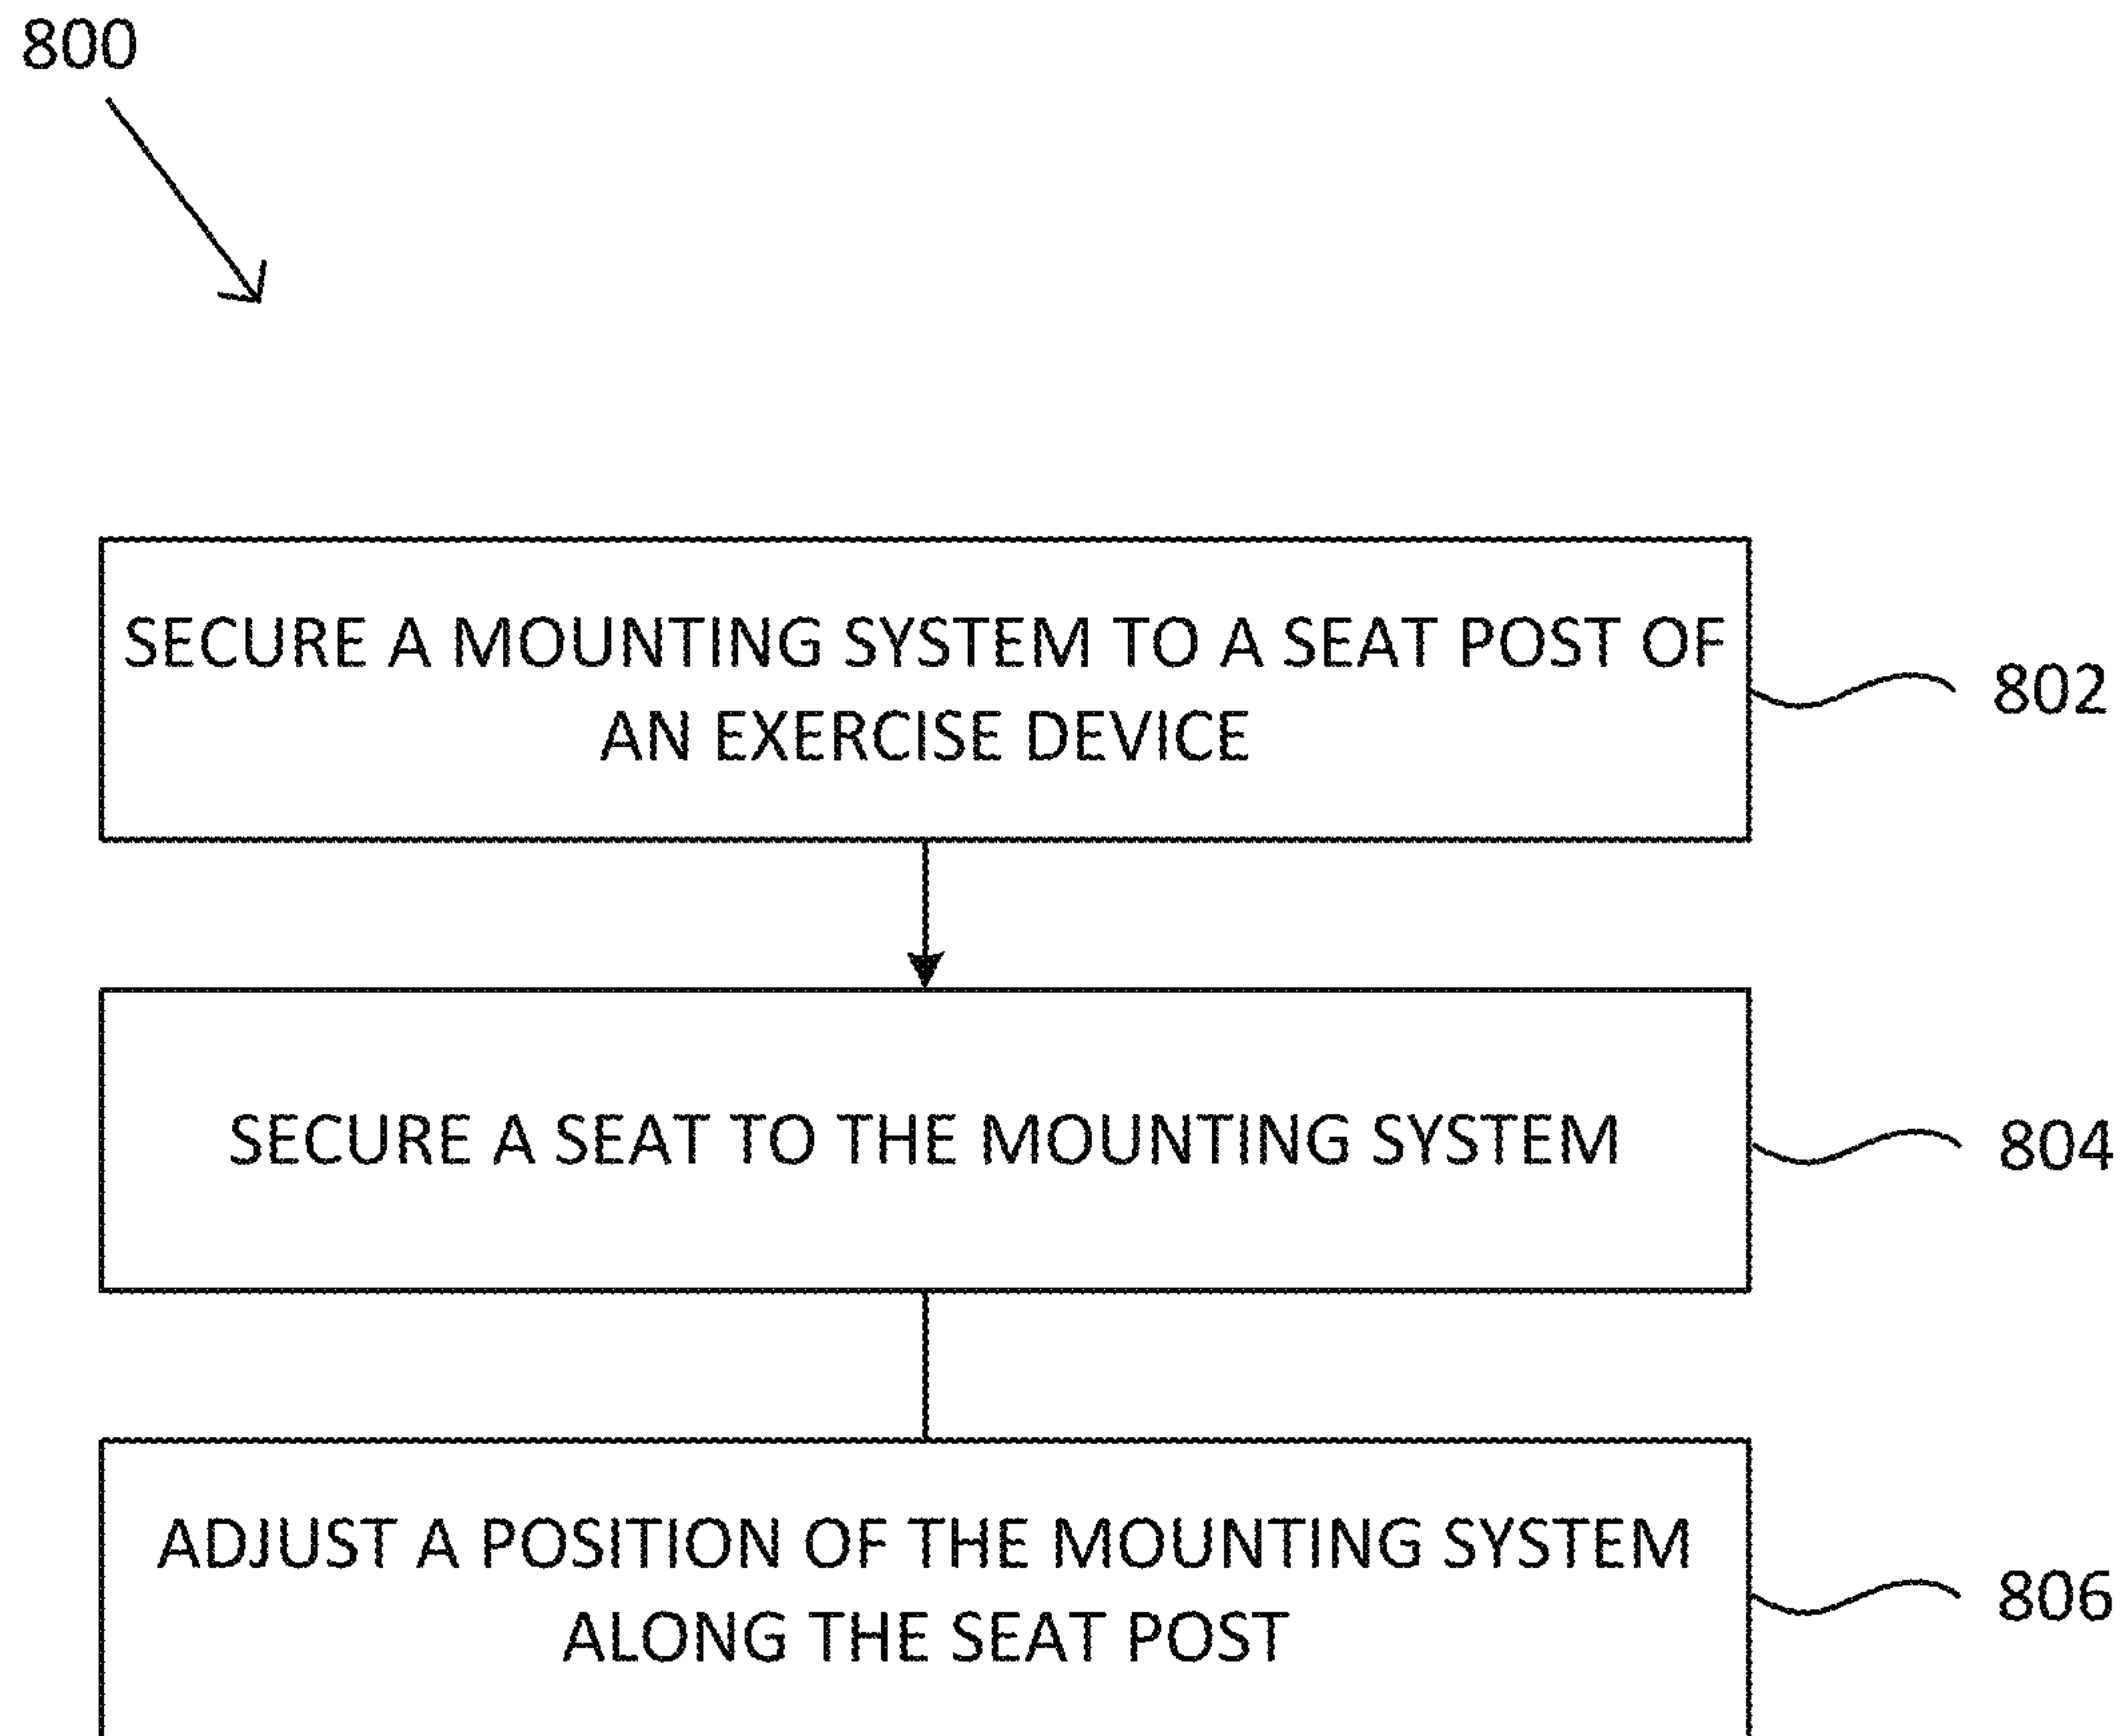 800
SECURE A MOUNTING SYSTEM TO A SEAT POST OF
AN EXERCISE DEVICE
802
SECURE A SEAT TO THE MOUNTING SYSTEM
804
ADJUST A POSITION OF THE MOUNTING SYSTEM
ALONG THE SEAT POST
806